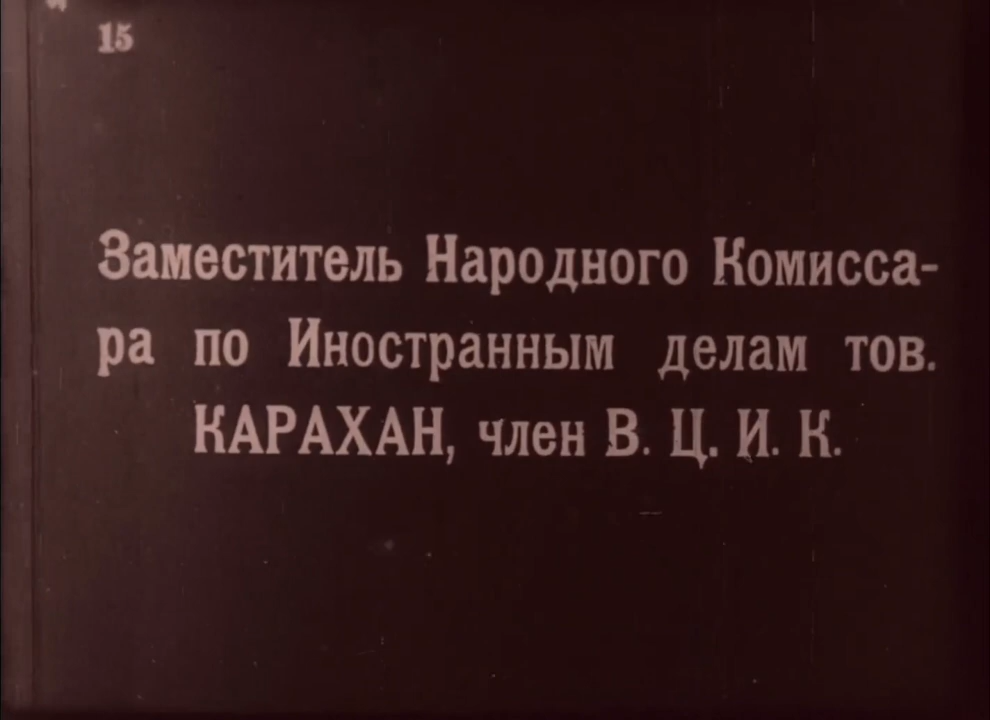 15
Заместитель Народного Комисса-
ра по Иностранным делам тов.
КАРАХАН, член В. Ц. И. К.